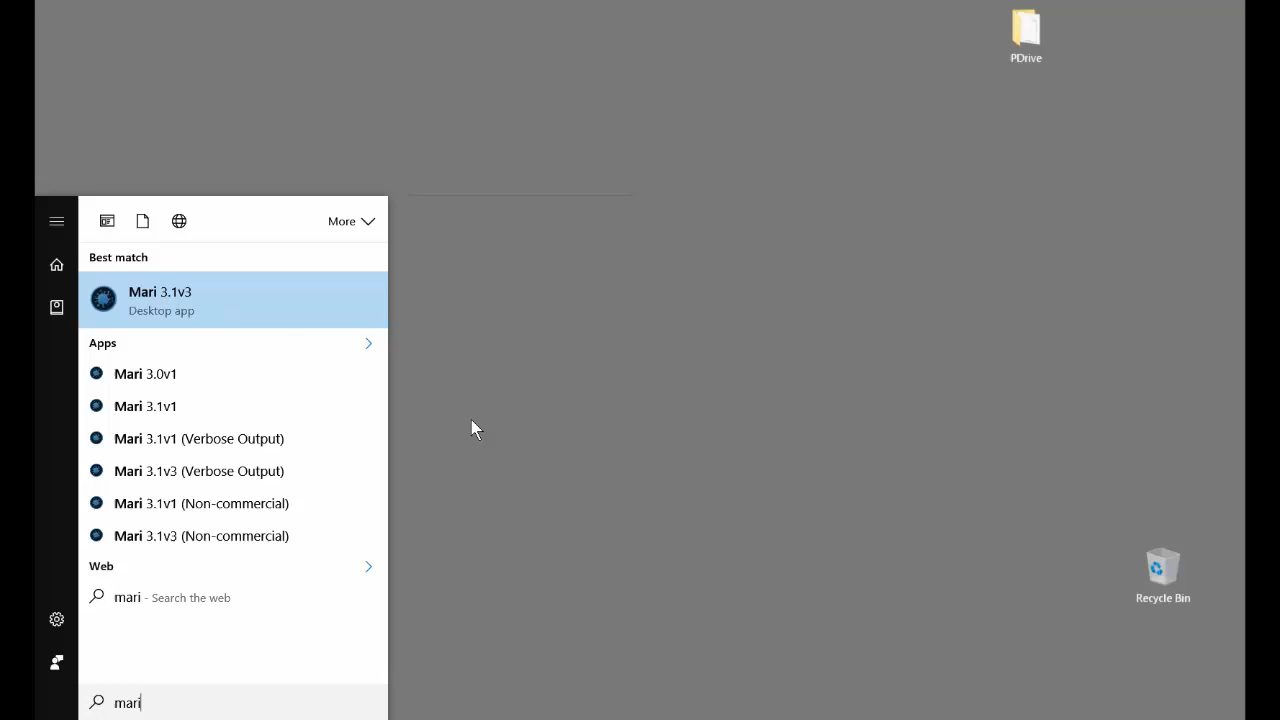 PDrive
More
Best match
Mari 3.1v3
Desktop app
Apps
Mari 3.0v1
Mari 3.1v1
Mari 3.1v1 (Verbose Output)
Mari 3.1v3 (Verbose Output)
Mari 3.1v1 (Non-commercial)
Mari 3.1v3 (Non-commercial)
Web
mari - Search the web
Recycle Bin
mari